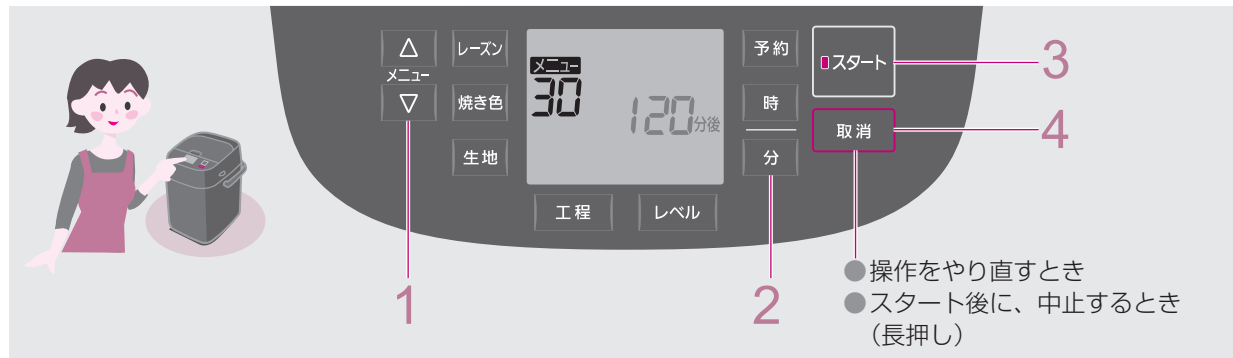 △
メニュー
▽
レーズン
焼き色
生地
メニュー
30
120分後
工程
レベル
予約
時
分
スタート
取消
1
2
3
4
●操作をやり直すとき
●スタート後に、中止するとき
(長押し)